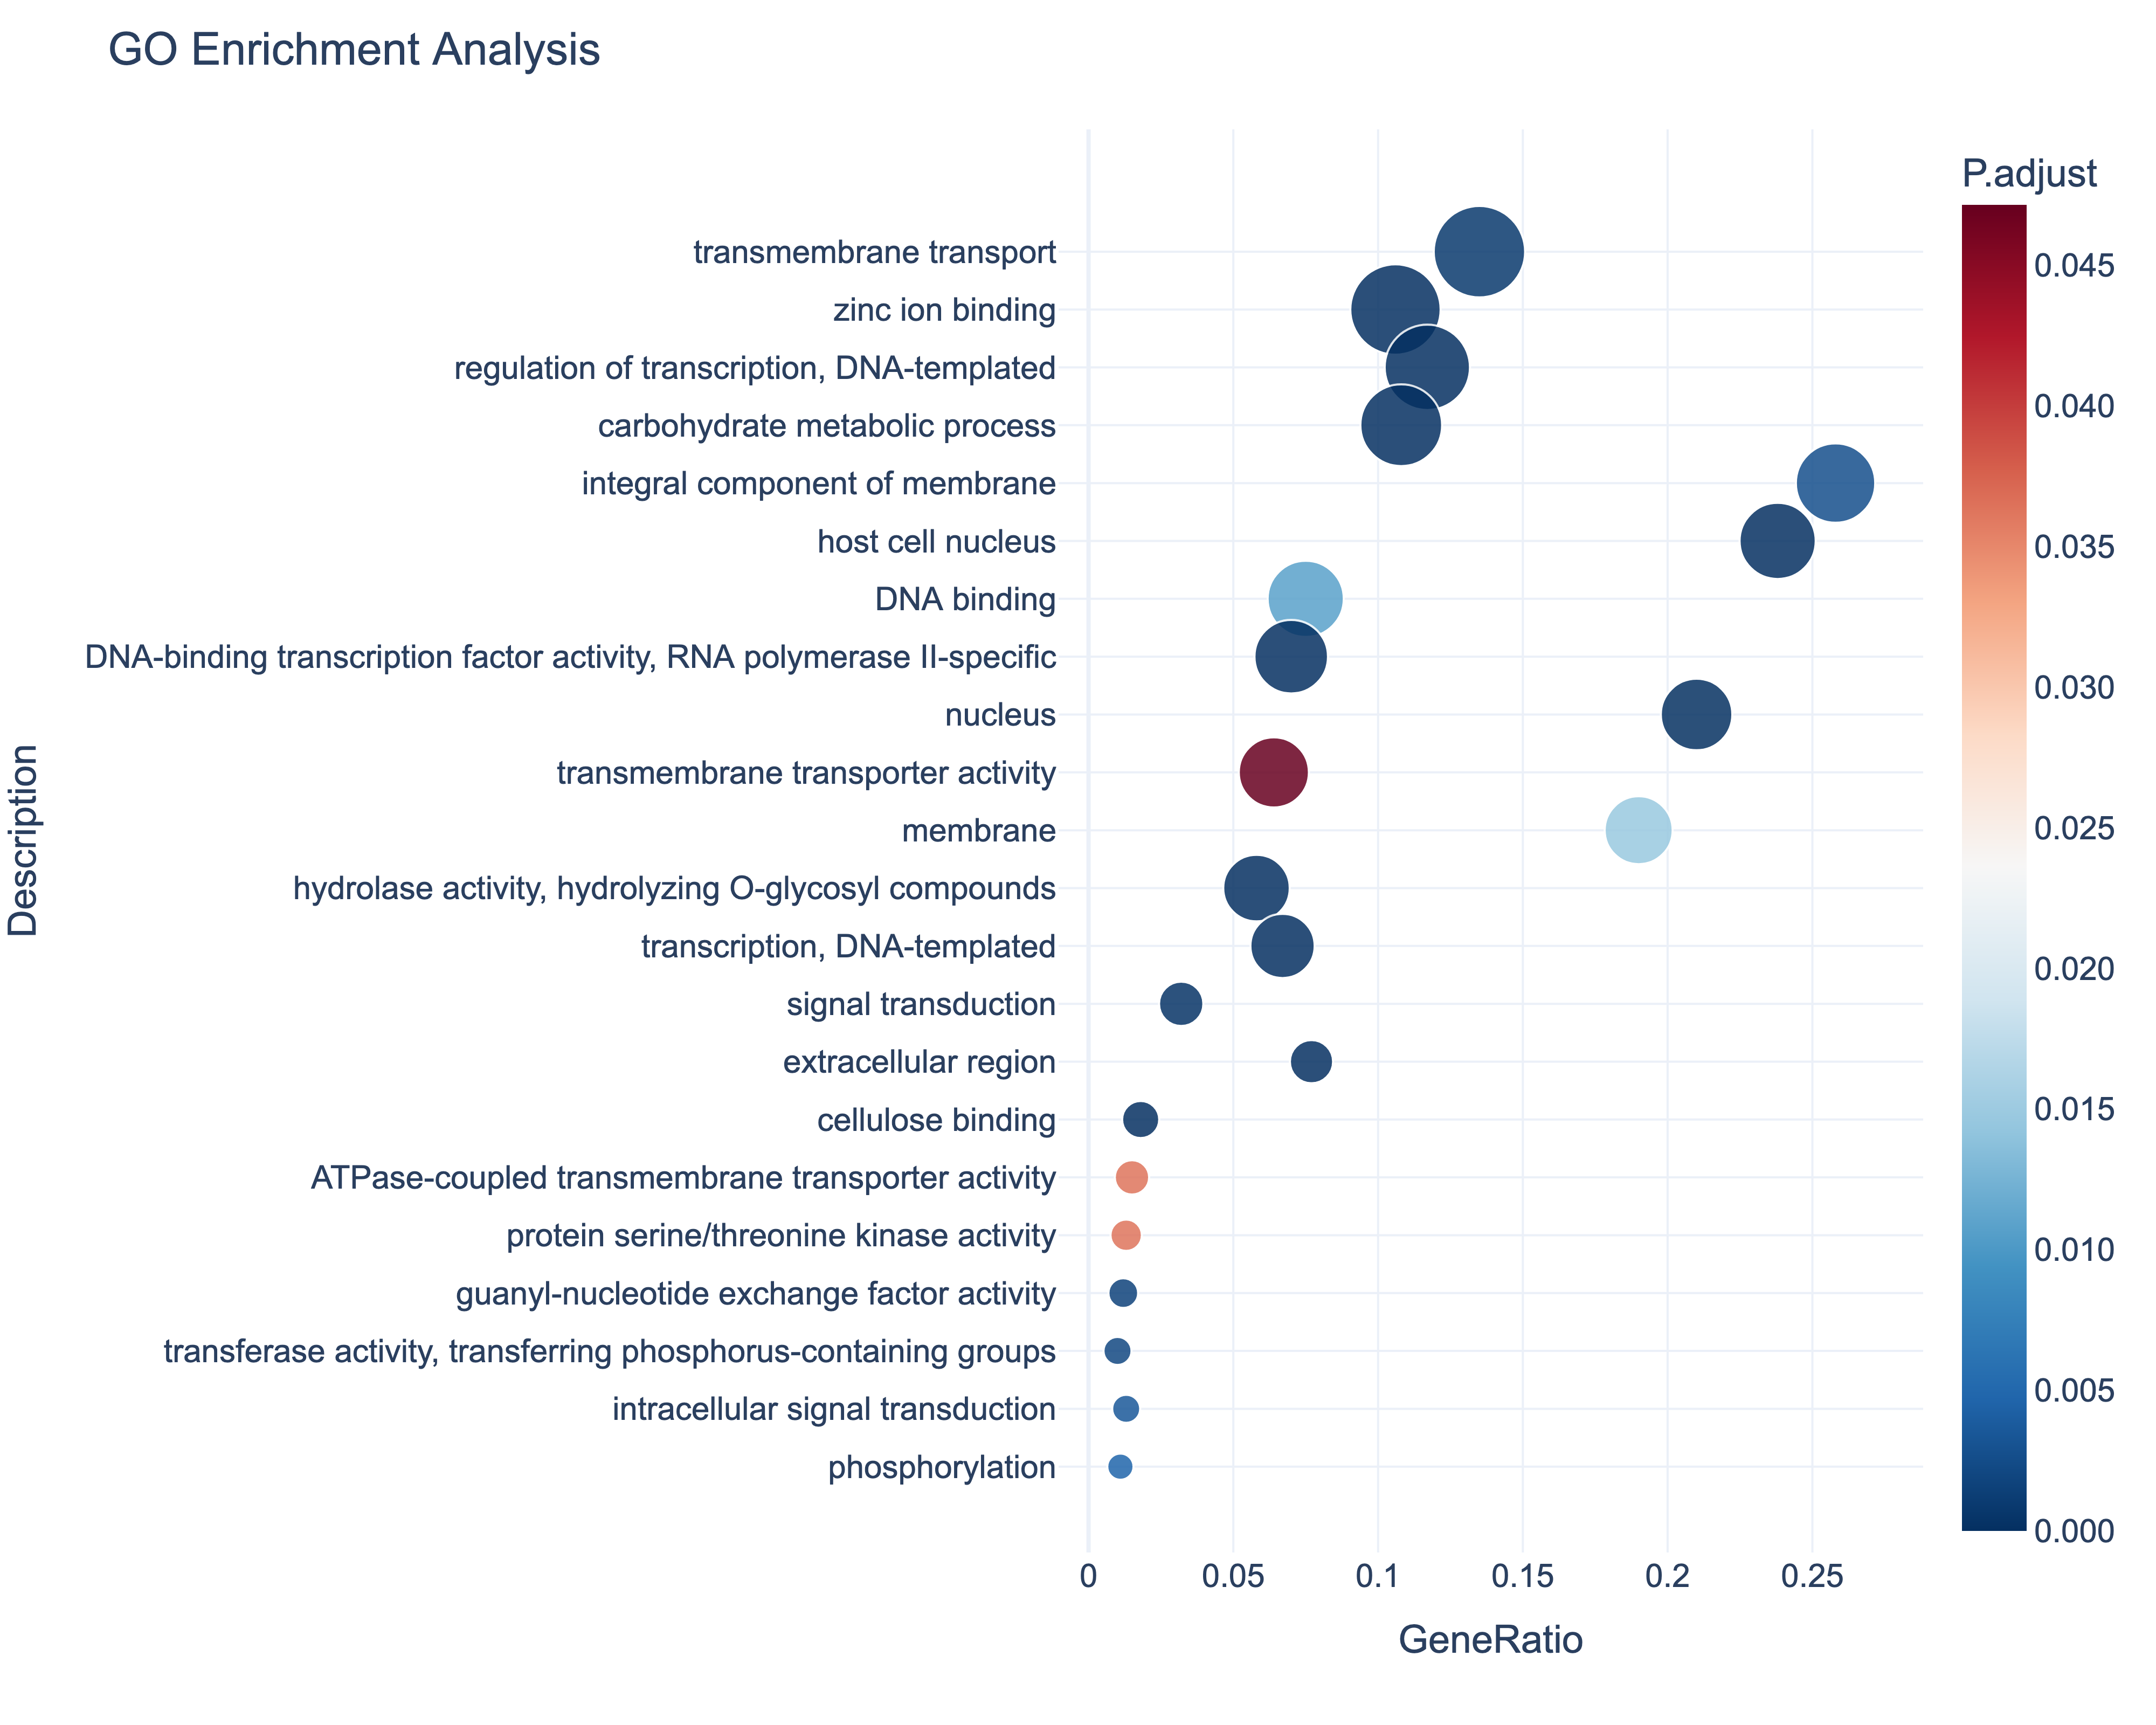 GO Enrichment Analysis
P.adjust
transmembrane transport
zinc ion binding
regulation of transcription, DNA-templated
carbohydrate metabolic process
integral component of membrane
host cell nucleus
DNA binding
DNA-binding transcription factor activity, RNA polymerase II-specific
nucleus
transmembrane transporter activity
membrane
hydrolase activity, hydrolyzing O-glycosyl compounds
transcription, DNA-templated
signal transduction
extracellular region
cellulose binding
ATPase-coupled transmembrane transporter activity
protein serine/threonine kinase activity
guanyl-nucleotide exchange factor activity
transferase activity, transferring phosphorus-containing groups
intracellular signal transduction
phosphorylation
Description
0
0.05
0.1
0.15
0.2
0.25
GeneRatio
0.045
0.040
0.035
0.030
0.025
0.020
0.015
0.010
0.005
0.000